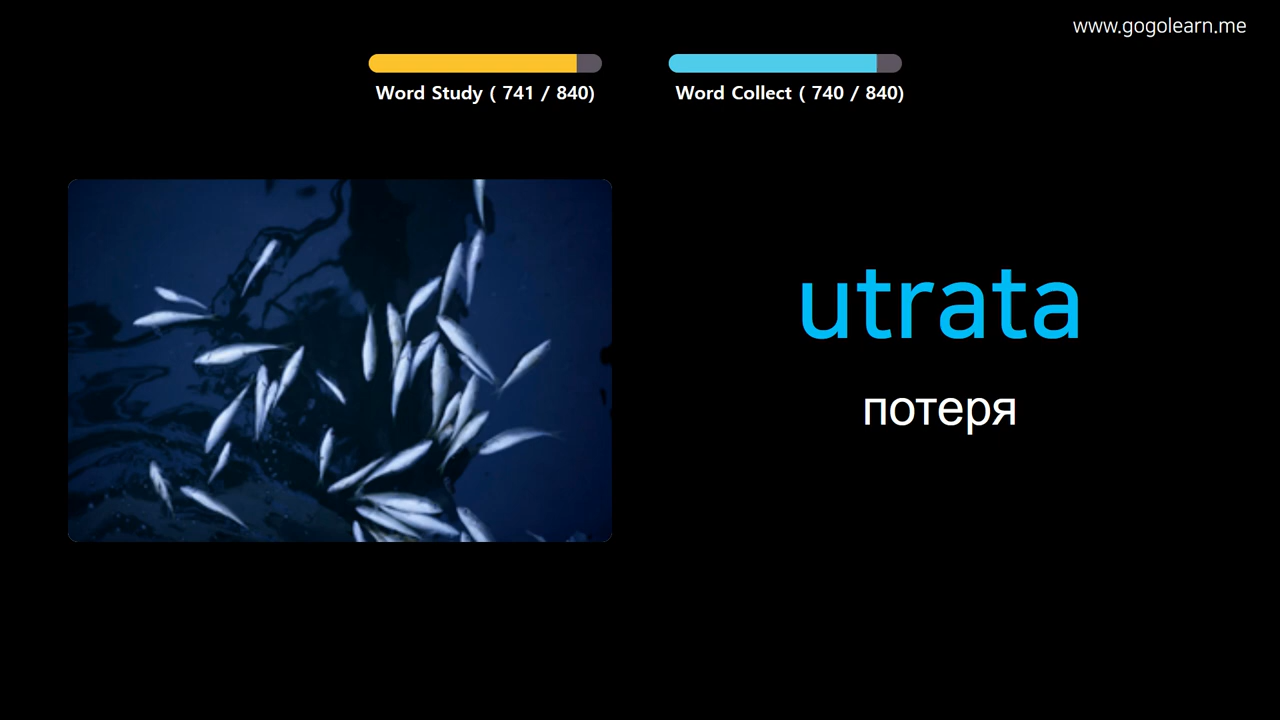 www.gogolearn.me
Word Study ( 741 / 840)
Word Collect ( 740 / 840)
utrata
потеря